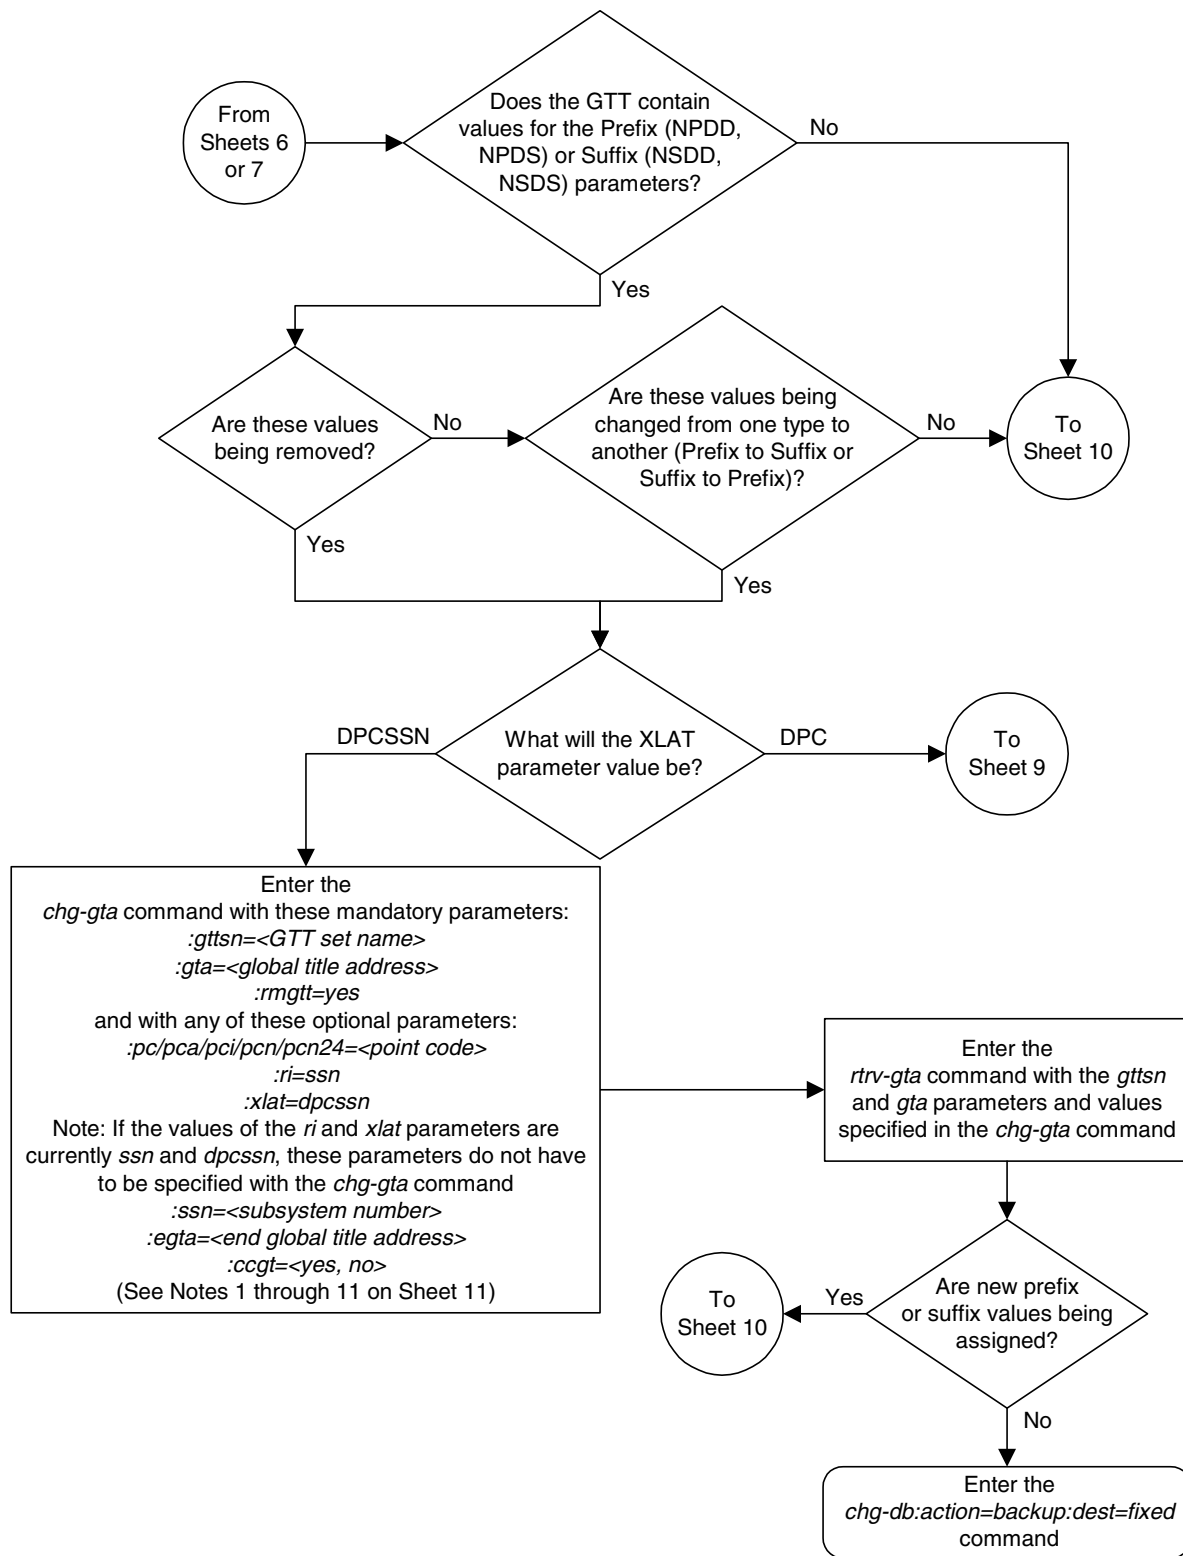 From
Sheets 6
or 7
Does the GTT contain
values for the Prefix (NPDD,
NPDS) or Suffix (NSDD,
NSDS) parameters?
No
Yes
Are these values
being removed?
No
Are these values being
changed from one type to
another (Prefix to Suffix or
Suffix to Prefix)?
No
To
Sheet 10
Yes
Yes
What will the XLAT
parameter value be?
DPCSSN
DPC
To
Sheet 9
Enter the
chg-gta command with these mandatory parameters:
:gttsn=<GTT set name>
:gta=<global title address>
:rmgtt=yes
and with any of these optional parameters:
:pc/pca/pci/pcn/pcn24=<point code>
:ri=ssn
:xlat=dpcssn
Note: If the values of the ri and xlat parameters are
currently ssn and dpcssn, these parameters do not have
to be specified with the chg-gta command
:ssn=<subsystem number>
:egta=<end global title address>
:ccgt=<yes, no>
(See Notes 1 through 11 on Sheet 11)
Enter the
rtrv-gta command with the gttsn
and gta parameters and values
specified in the chg-gta command
Are new prefix
or suffix values being
assigned?
Yes
To
Sheet 10
No
Enter the
chg-db:action=backup:dest=fixed
command